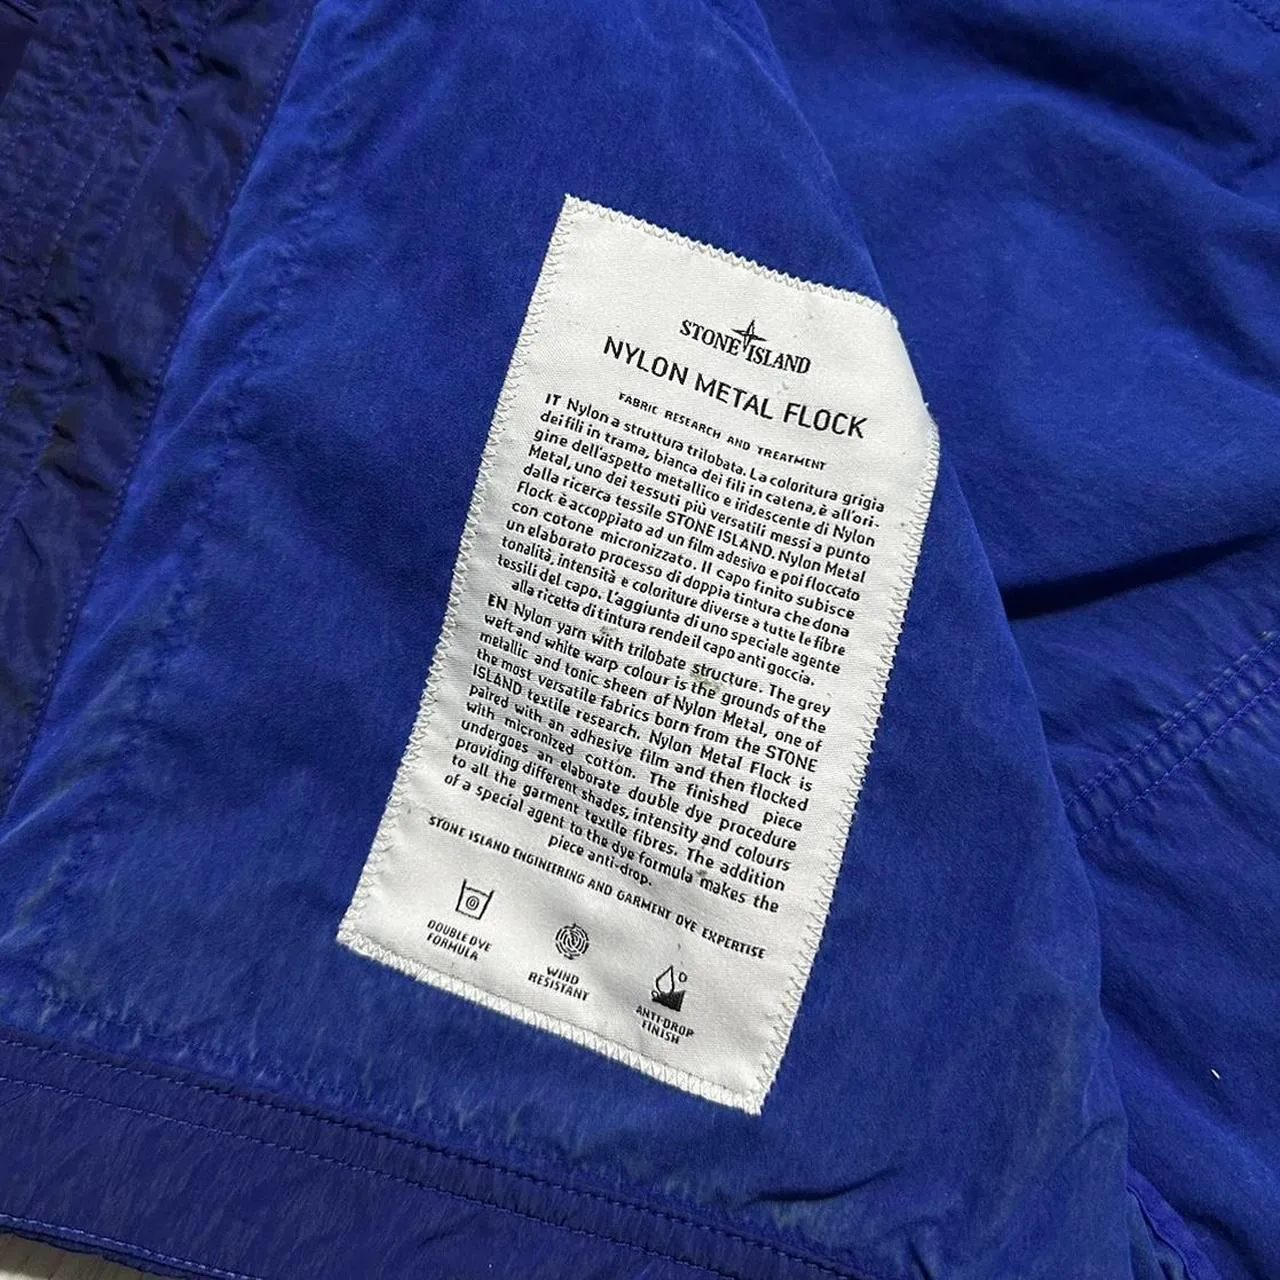 STONE ISLAND
NYLON METAL FLOCK
FABRIC RESEARCH AND TREATMENT
IT Nylon a struttura trilobata. La coloritura grigia
dei fili in trama, bianca dei fili in catena, è all'ori-
gine dell'aspetto metallico e iridescente di Nylon
Metal, uno dei tessuti più versatili messi a punto
dalla ricerca tessile STONE ISLAND. Nylon Metal
Flock è accoppiato ad un film adesivo e poi floccato
con cotone micronizzato. Il capo finito subisce
un elaborato processo di doppia tintura che dona
tonalità, intensità e coloriture diverse a tutte le fibre
tessili del capo. L'aggiunta di uno speciale agente
alla ricetta di tintura rende il capo anti goccia.
EN Nylon yarn with trilobate structure. The grey
weft and white warp colour is the grounds of the
metallic and tonic sheen of Nylon Metal, one of
the most versatile fabrics born from the STONE
ISLAND textile research. Nylon Metal Flock is
paired with an adhesive film and then flocked
with micronized cotton. The finished piece
undergoes an elaborate double dye procedure
providing different shades, intensity and colours
to all the garment textile fibres. The addition
of a special agent to the dye formula makes the
piece anti-drop.
STONE ISLAND ENGINEERING AND GARMENT DYE EXPERTISE
DOUBLE DYE
FORMULA
WIND
RESISTANT
ANTI-DROP
FINISH